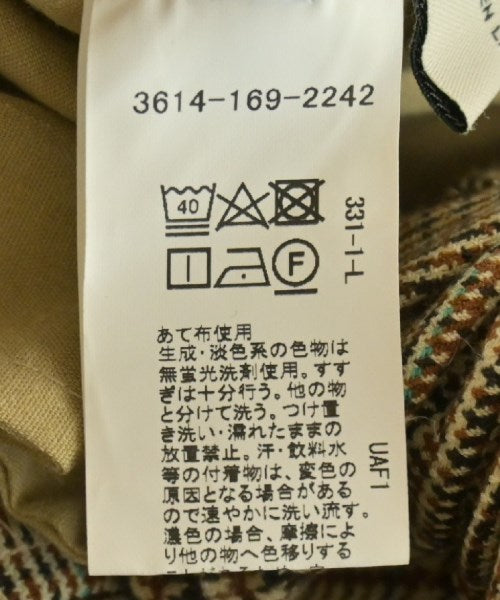 EN L
3614-169-2242
40
F
331-1-L
あて布使用
生成・淡色系の色物は
無蛍光洗剤使用。すす
ぎは十分行う。他の物
と分けて洗う。つけ置
き洗い・濡れたままの
放置禁止。汗・飲料水
等の付着物は、変色の
原因となる場合がある
ので速やかに洗い流す。
濃色の場合、摩擦によ
り他の物へ色移りする
UAF1